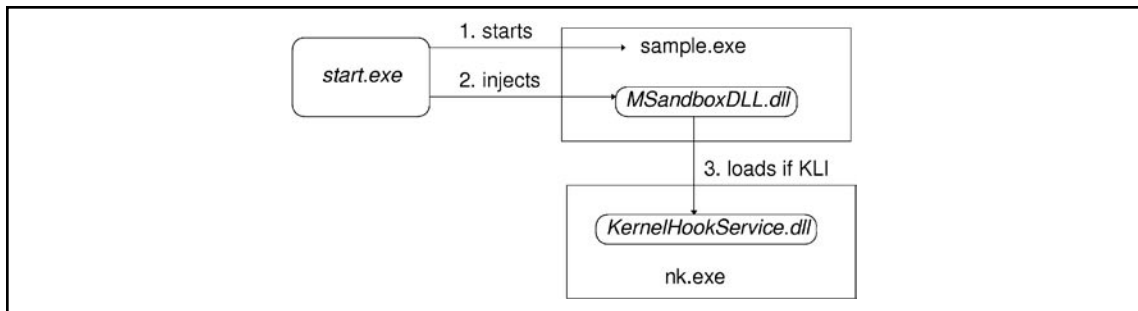 1. starts
sample.exe
start.exe
2. injects
MSandboxDLL.dll
3. loads if KLI
KernelHookService.dll
nk.exe